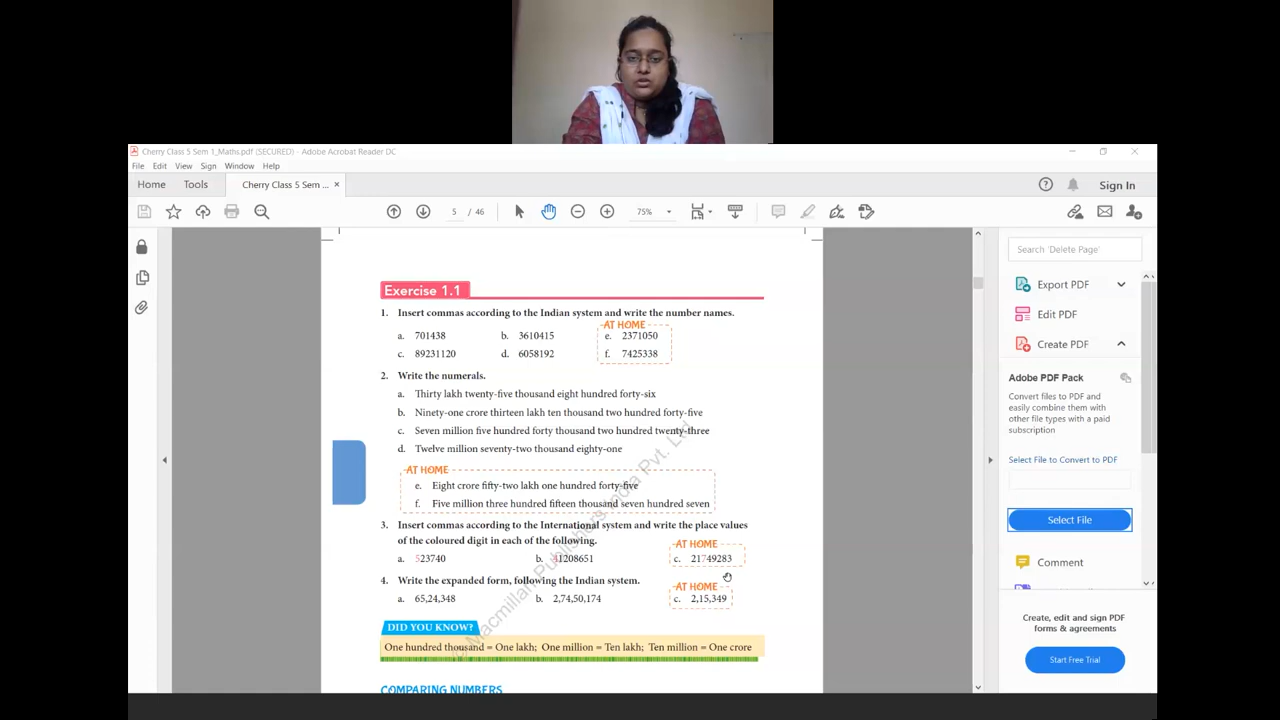 Cherry Class 5 Sem 1_Maths.pdf (SECURED) - Adobe Acrobat Reader DC
File Edit View Sign Window Help
Home Tools Cherry Class 5 Sem ... × Sign In
5 / 46 75%
Search 'Delete Page'
Export PDF
Edit PDF
Create PDF
Adobe PDF Pack
Convert files to PDF and
easily combine them with
other file types with a paid
subscription
Select File to Convert to PDF
Select File
Comment
Create, edit and sign PDF
forms & agreements
Start Free Trial
Exercise 1.1
1. Insert commas according to the Indian system and write the number names.
AT HOME
a. 701438 b. 3610415 e. 2371050
c. 89231120 d. 6058192 f. 7425338
2. Write the numerals.
a. Thirty lakh twenty-five thousand eight hundred forty-six
b. Ninety-one crore thirteen lakh ten thousand two hundred forty-five
c. Seven million five hundred forty thousand two hundred twenty-three
d. Twelve million seventy-two thousand eighty-one
AT HOME
e. Eight crore fifty-two lakh one hundred forty-five
f. Five million three hundred fifteen thousand seven hundred seven
3. Insert commas according to the International system and write the place values
of the coloured digit in each of the following.
AT HOME
a. 523740 b. 41208651 c. 21749283
4. Write the expanded form, following the Indian system.
AT HOME
a. 65,24,348 b. 2,74,50,174 c. 2,15,349
DID YOU KNOW?
One hundred thousand = One lakh; One million = Ten lakh; Ten million = One crore
COMPARING NUMBERS
© Macmillan Publishers India Pvt. Ltd